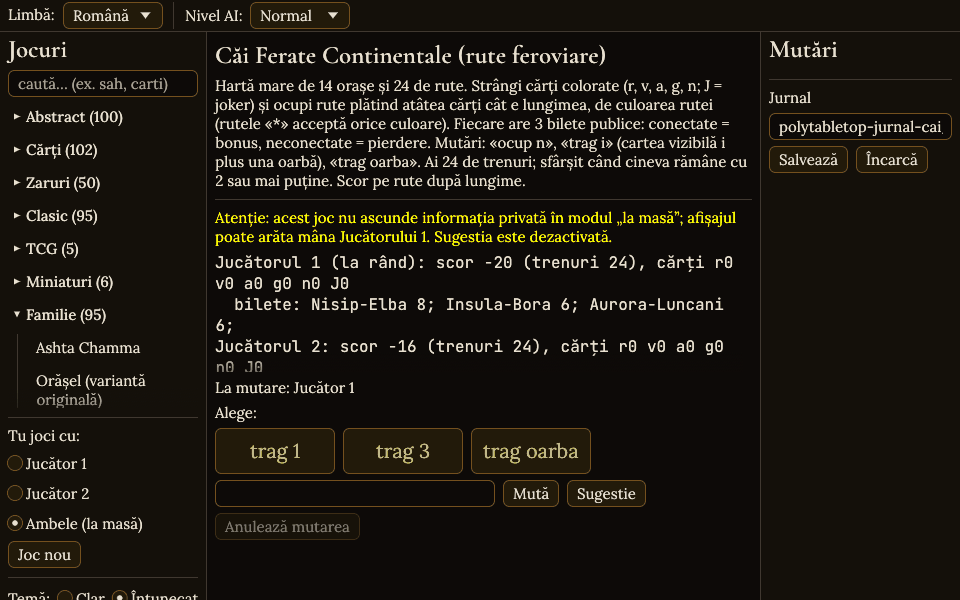 Limbă: Română ▼ Nivel AI: Normal ▼
Jocuri
caută... (ex. sah, carti)
▸ Abstract (100)
▸ Cărți (102)
▸ Zaruri (50)
▸ Clasic (95)
▸ TCG (5)
▸ Miniaturi (6)
▾ Familie (95)
Ashta Chamma
Orășel (variantă
originală)
Tu joci cu:
Jucător 1
Jucător 2
Ambele (la masă)
Joc nou
Temă: Clar Întunecat
Căi Ferate Continentale (rute feroviare)
Hartă mare de 14 orașe și 24 de rute. Strângi cărți colorate (r, v, a, g, n; J =
joker) și ocupi rute plătind atâtea cărți cât e lungimea, de culoarea rutei
(rutele «*» acceptă orice culoare). Fiecare are 3 bilete publice: conectate =
bonus, neconectate = pierdere. Mutări: «ocup n», «trag i» (cartea vizibilă i
plus una oarbă), «trag oarba». Ai 24 de trenuri; sfârșit când cineva rămâne cu
2 sau mai puține. Scor pe rute după lungime.
Atenție: acest joc nu ascunde informația privată în modul „la masă”; afișajul
poate arăta mâna Jucătorului 1. Sugestia este dezactivată.
Jucătorul 1 (la rând): scor -20 (trenuri 24), cărți r0
v0 a0 g0 n0 J0
bilete: Nisip-Elba 8; Insula-Bora 6; Aurora-Luncani
6;
Jucătorul 2: scor -16 (trenuri 24), cărți r0 v0 a0 g0
n0 J0
La mutare: Jucător 1
Alege:
trag 1 trag 3 trag oarba
Mută Sugestie
Anulează mutarea
Mutări
Jurnal
polytabletop-jurnal-cai
Salvează Încarcă